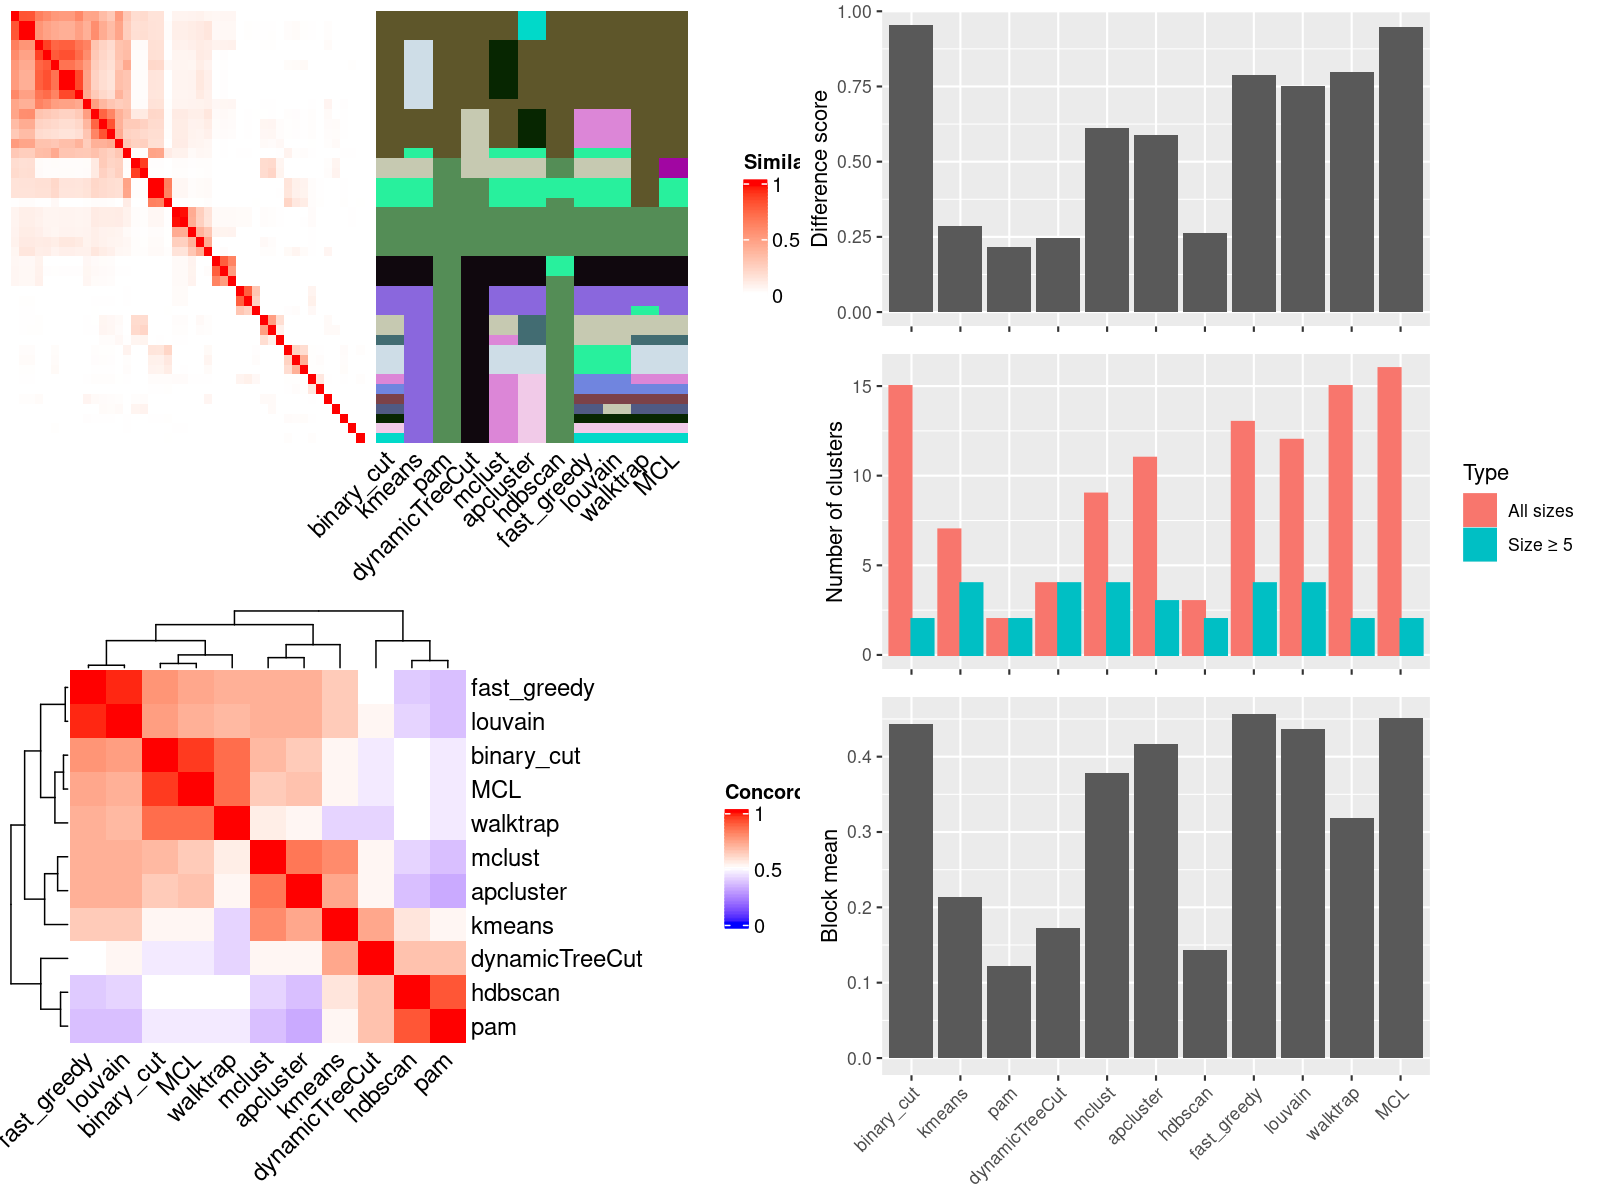 Simila
1
0.5
0
binary_cut
kmeans
pam
dynamicTreeCut
mclust
apcluster
hdbscan
fast_greedy
louvain
walktrap
MCL
fast_greedy
louvain
binary_cut
MCL
walktrap
mclust
apcluster
kmeans
dynamicTreeCut
hdbscan
pam
Concord
1
0.5
0
fast_greedy
louvain
binary_cut
MCL
walktrap
mclust
apcluster
kmeans
dynamicTreeCut
hdbscan
pam
Difference score
1.00
0.75
0.50
0.25
0.00
Number of clusters
15
10
5
0
Type
All sizes
Size ≥ 5
Block mean
0.4
0.3
0.2
0.1
0.0
binary_cut
kmeans
pam
dynamicTreeCut
mclust
apcluster
hdbscan
fast_greedy
louvain
walktrap
MCL